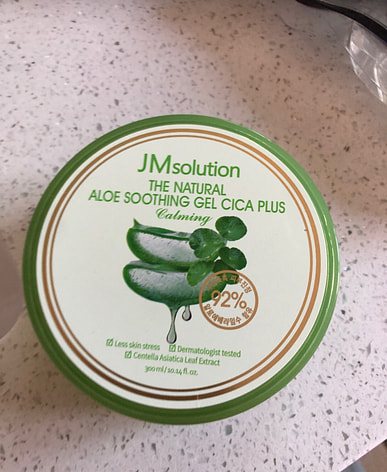 JMsolution
THE NATURAL
ALOE SOOTHING GEL CICA PLUS
Calming
92%
☑ Less skin stress ☑ Dermatologist tested
☑ Centella Asiatica Leaf Extract
300 ml / 10.14 fl. oz.